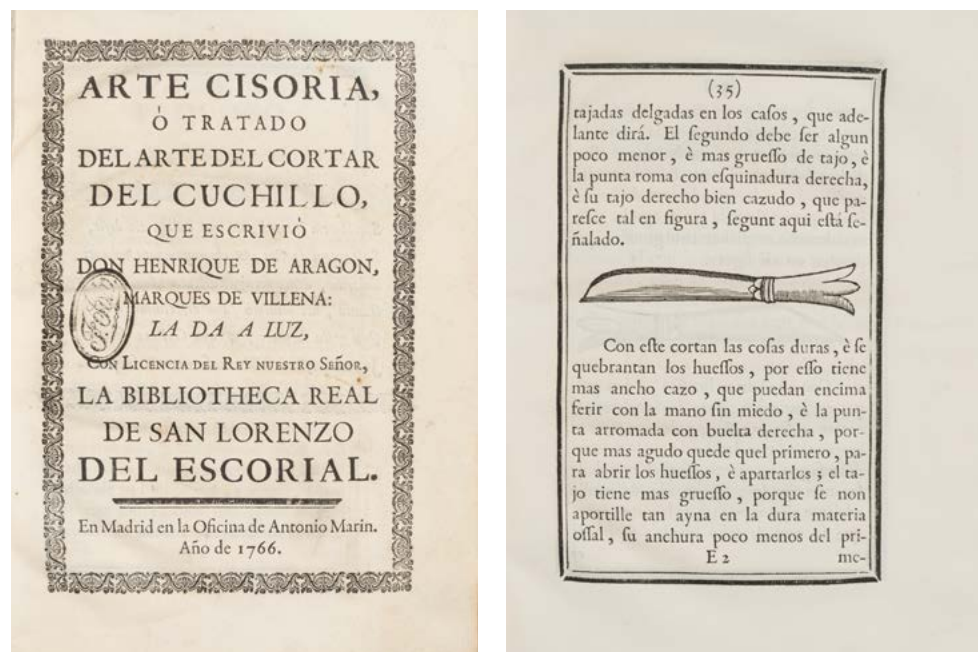 ARTE CISORIA,
Ò TRATADO
DEL ARTE DEL CORTAR
DEL CUCHILLO,
QUE ESCRIVIÓ
DON HENRIQUE DE ARAGON,
MARQUES DE VILLENA:
LA DA A LUZ,
CON LICENCIA DEL REY NUESTRO SEÑOR,
LA BIBLIOTHECA REAL
DE SAN LORENZO
DEL ESCORIAL.
En Madrid en la Oficina de Antonio Marin.
Año de 1766.
(35)
tajadas delgadas en los caſos, que ade-
lante dirá. El ſegundo debe ſer algun
poco menor, è mas grueſſo de tajo, è
la punta roma con eſquinadura derecha,
è ſu tajo derecho bien cazudo, que pa-
reſce tal en figura, ſegunt aqui eſtá ſe-
ñalado.
Con eſte cortan las coſas duras, è ſe
quebrantan los hueſſos, por eſſo tiene
mas ancho cazo, que puedan encima
ferir con la mano ſin miedo, è la pun-
ta arromada con buelta derecha, por-
que mas agudo quede quel primero, pa-
ra abrir los hueſſos, è apartarlos; el ta-
jo tiene mas grueſſo, porque ſe non
aportille tan ayna en la dura materia
oſſal, ſu anchura poco menos del pri-
E 2 me-